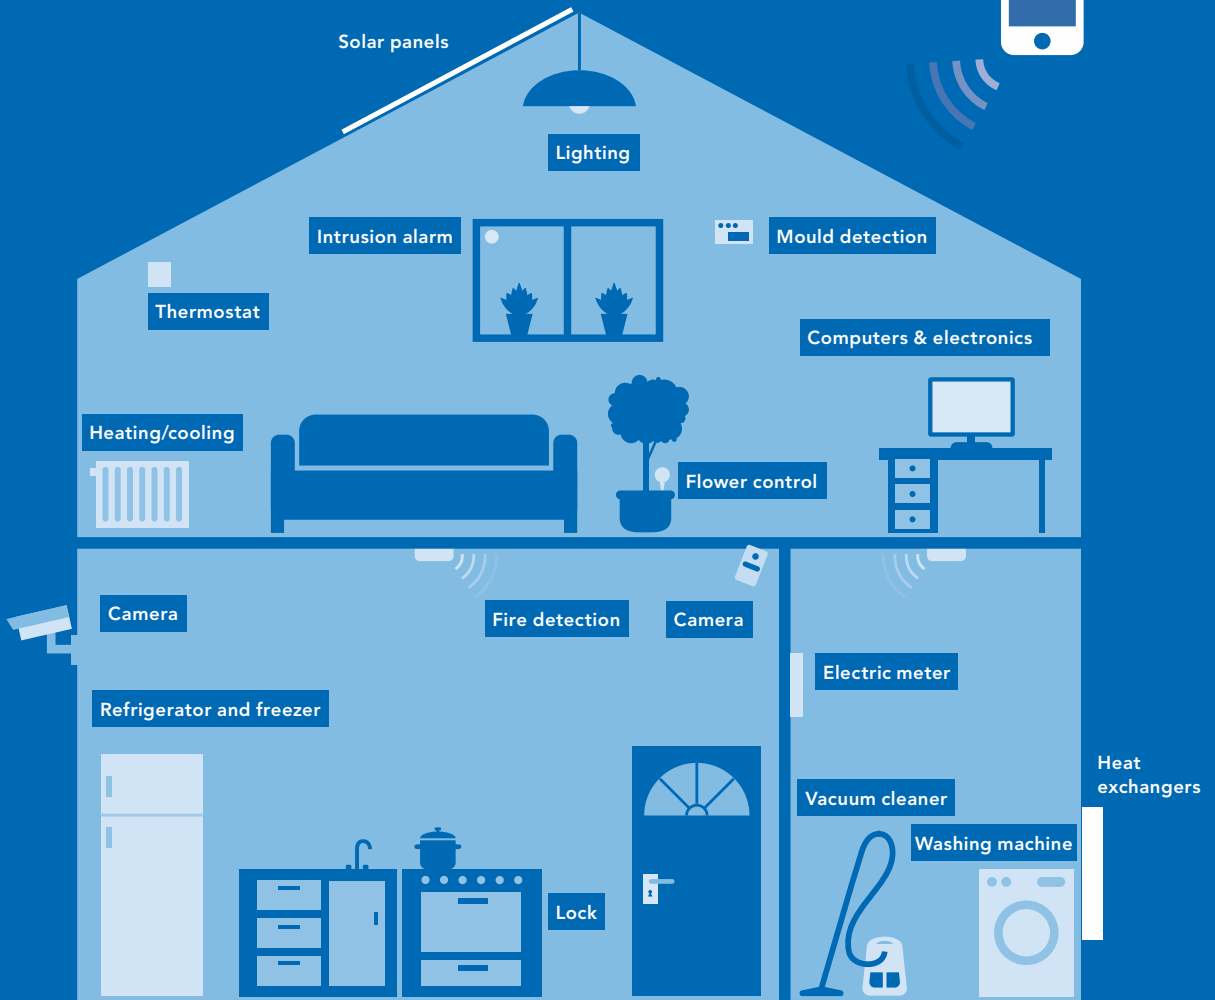 Solar panels
Lighting
Intrusion alarm
Mould detection
Thermostat
Computers & electronics
Heating/cooling
Flower control
Camera
Fire detection
Camera
Electric meter
Refrigerator and freezer
Heat
exchangers
Vacuum cleaner
Washing machine
Lock